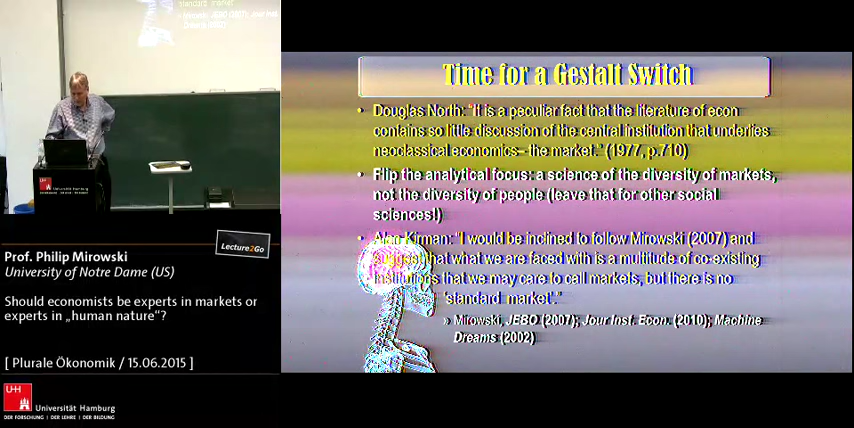 standard market
Time for a Gestalt Switch
• Douglas North: "It is a peculiar fact that the literature of econ
contains so little discussion of the central institution that underlies
neoclassical economics–the market." (1977, p.710)
• Flip the analytical focus: a science of the diversity of markets,
not the diversity of people (leave that for other social
sciences!)
• Alan Kirman: "I would be inclined to follow Mirowski (2007) and
suggest that what we are faced with is a multitude of co-existing
institutions that we may care to call markets, but there is no
'standard market'."
» Mirowski, JEBO (2007); Jour Inst. Econ. (2010); Machine
Dreams (2002)
Universität Hamburg
Lecture2Go
Prof. Philip Mirowski
University of Notre Dame (US)
Should economists be experts in markets or
experts in „human nature“?
[ Plurale Ökonomik / 15.06.2015 ]
UH
Universität Hamburg
DER FORSCHUNG | DER LEHRE | DER BILDUNG